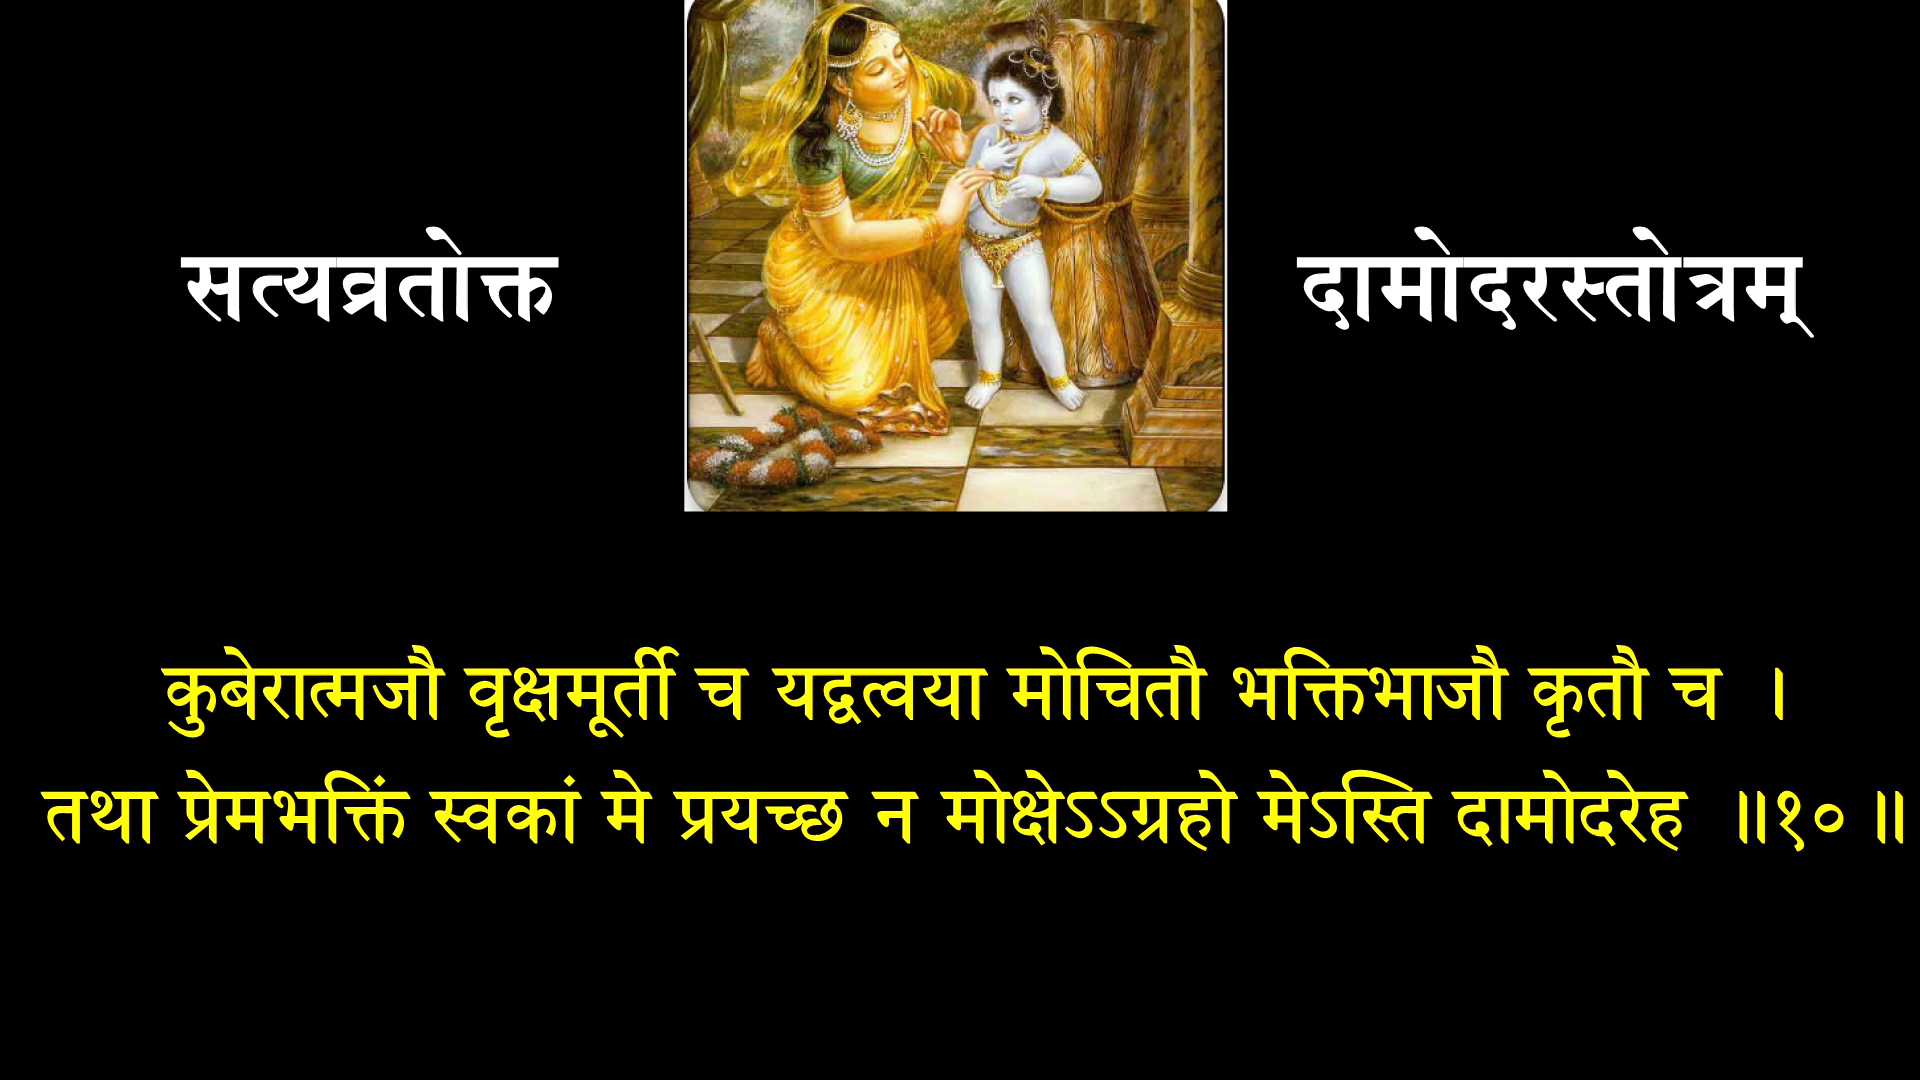 सत्यव्रतोक्त
दामोदरस्तोत्रम्
कुबेरात्मजौ वृक्षमूर्ती च यद्वत्वया मोचितौ भक्तिभाजौ कृतौ च ।
तथा प्रेमभक्तिं स्वकां मे प्रयच्छ न मोक्षेऽऽग्रहो मेऽस्ति दामोदरेह ॥१० ॥